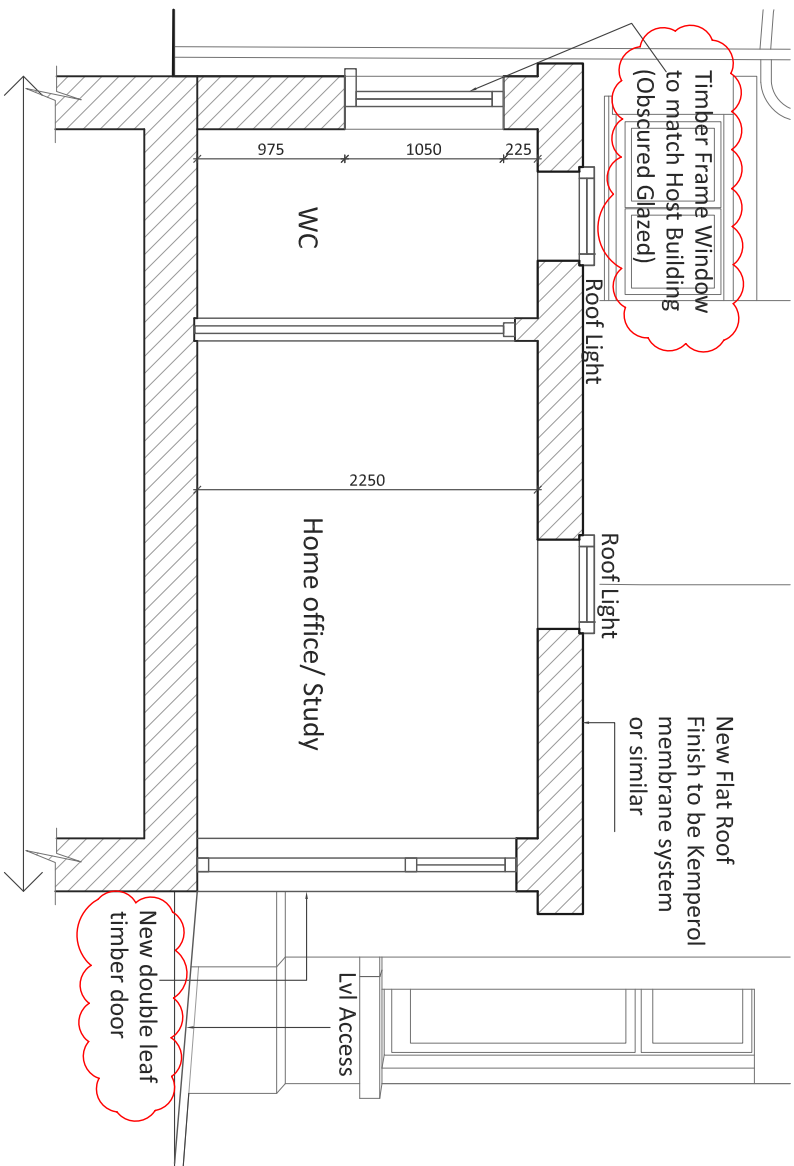 Timber Frame Window
to match Host Building
(Obscured Glazed)
Roof Light
Roof Light
New Flat Roof
Finish to be Kemperol
membrane system
or similar
975
1050
225
WC
2250
Home office/ Study
Lvl Access
New double leaf
timber door